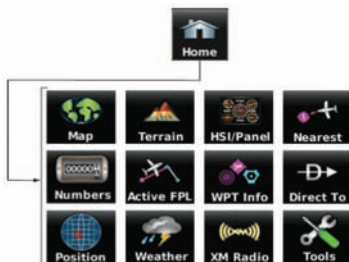 Home
Map Terrain HSI/Panel Nearest
Numbers Active FPL WPT Info Direct To
Position Weather XM Radio Tools